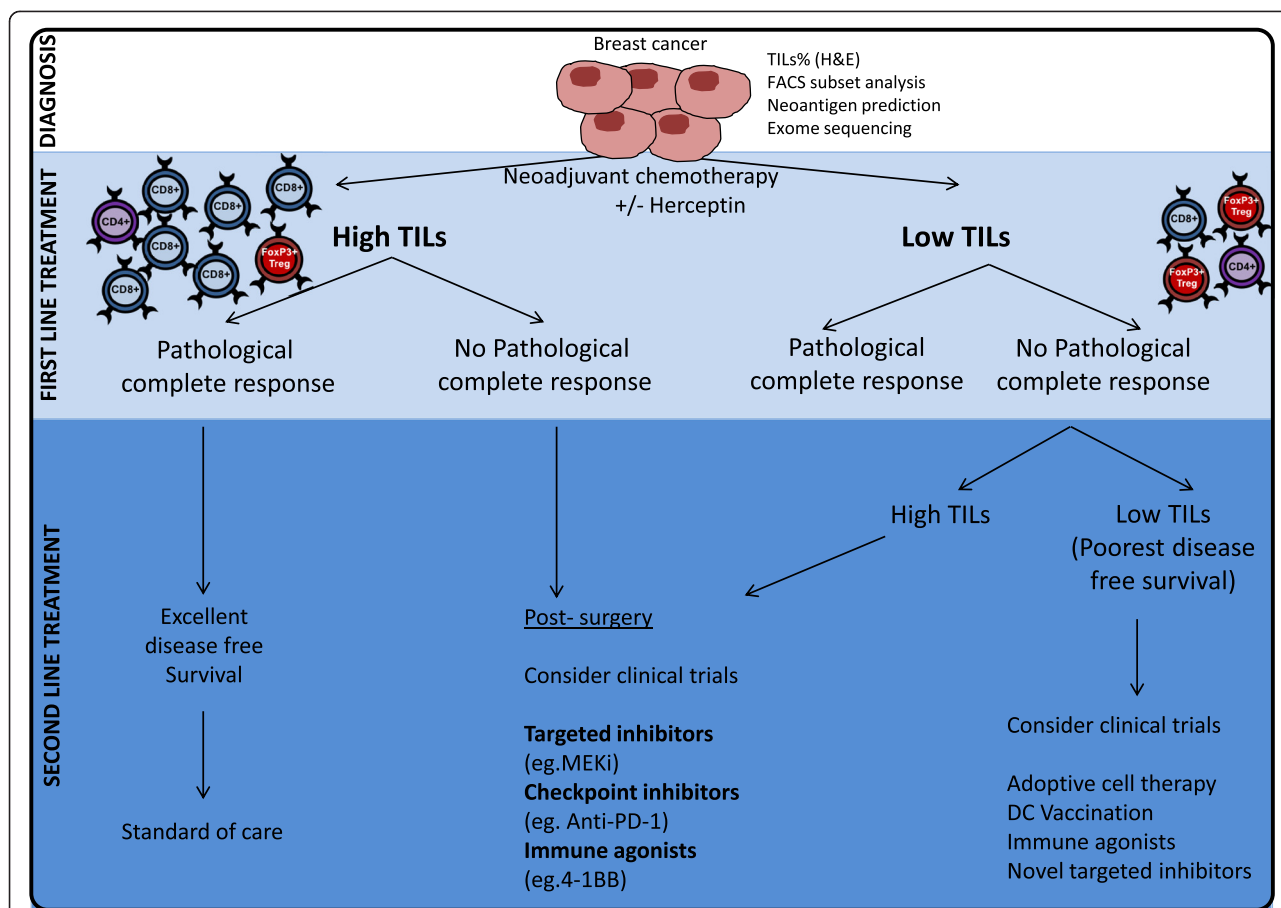 DIAGNOSIS
Breast cancer
TILs% (H&E)
FACS subset analysis
Neoantigen prediction
Exome sequencing
FIRST LINE TREATMENT
Neoadjuvant chemotherapy
+/- Herceptin
CD8+
CD8+
CD8+
CD4+
CD8+
FoxP3+
Treg
CD8+
CD8+
High TILs
Low TILs
CD8+
FoxP3+
Treg
FoxP3+
Treg
CD4+
Pathological
complete response
No Pathological
complete response
Pathological
complete response
No Pathological
complete response
SECOND LINE TREATMENT
High TILs
Low TILs
(Poorest disease
free survival)
Excellent
disease free
Survival
Standard of care
Post- surgery
Consider clinical trials
Targeted inhibitors
(eg.MEKi)
Checkpoint inhibitors
(eg. Anti-PD-1)
Immune agonists
(eg.4-1BB)
Consider clinical trials
Adoptive cell therapy
DC Vaccination
Immune agonists
Novel targeted inhibitors